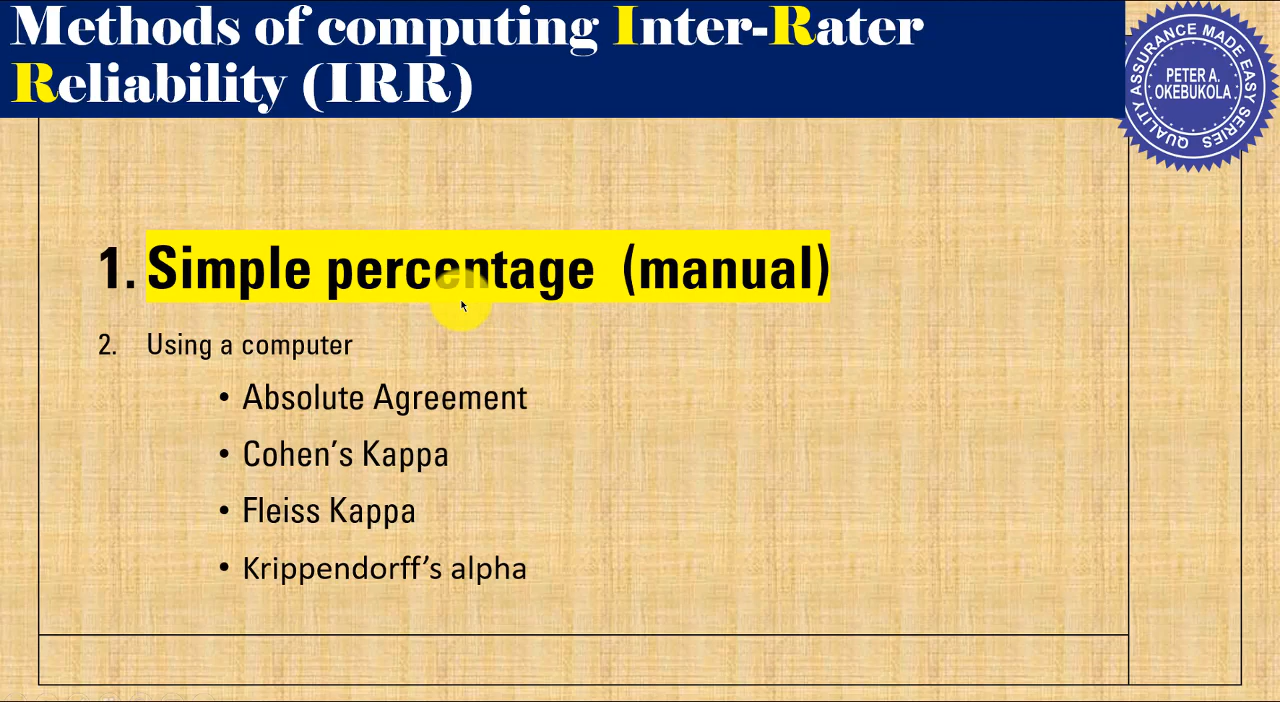 Methods of computing Inter-Rater
Reliability (IRR)
QUALITY ASSURANCE MADE EASY SERIES
PETER A.
OKEBUKOLA
1. Simple percentage (manual)
2. Using a computer
• Absolute Agreement
• Cohen’s Kappa
• Fleiss Kappa
• Krippendorff’s alpha